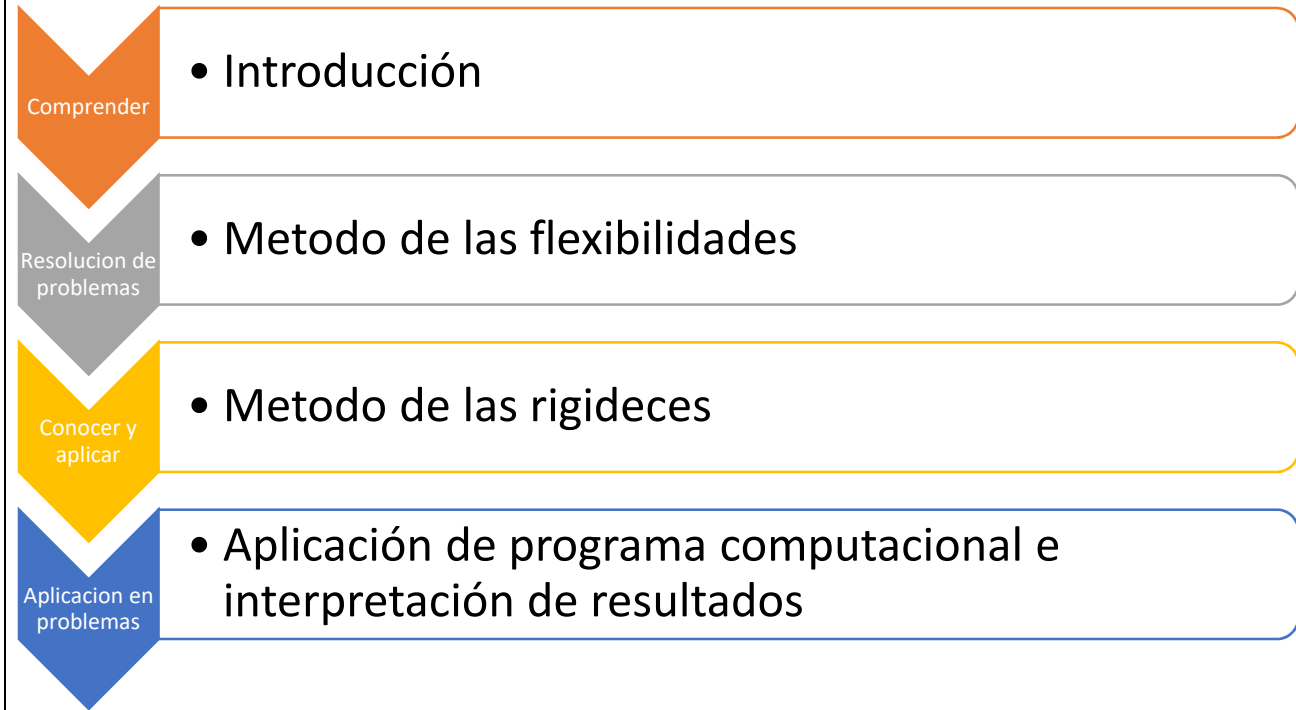 Comprender
• Introducción
Resolucion de
problemas
• Metodo de las flexibilidades
Conocer y
aplicar
• Metodo de las rigideces
Aplicacion en
problemas
• Aplicación de programa computacional e
interpretación de resultados